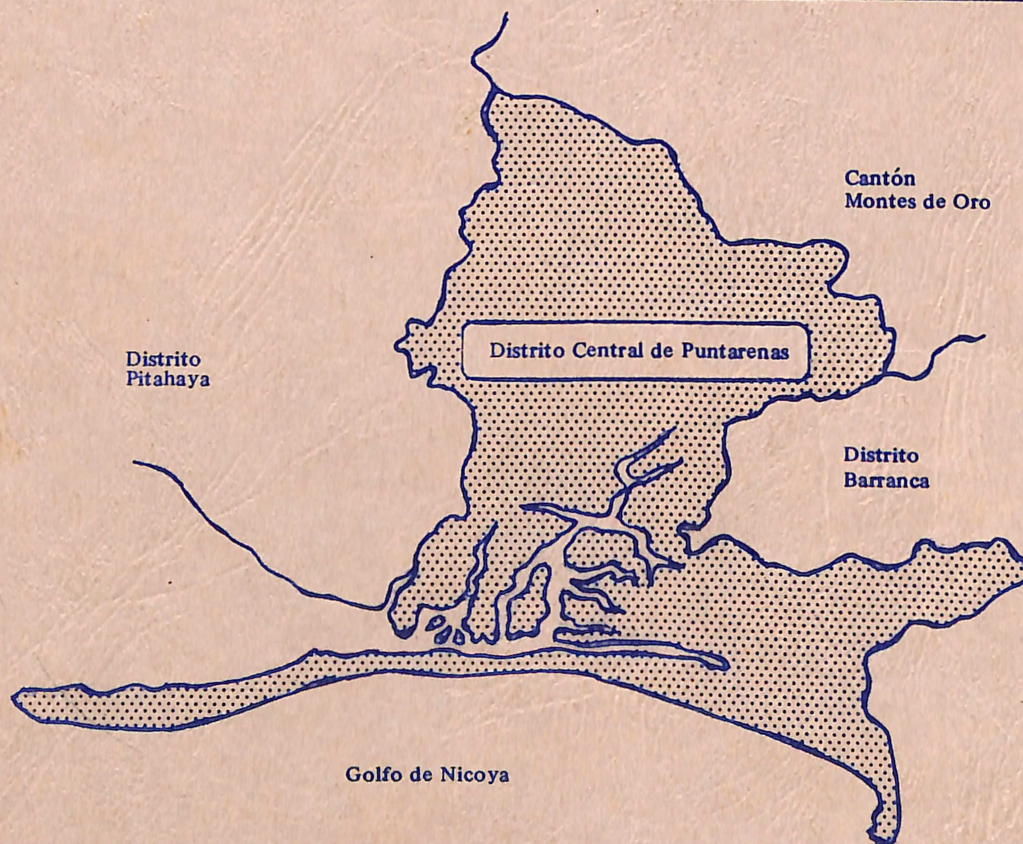 Cantón
Montes de Oro
Distrito Central de Puntarenas
Distrito
Pitahaya
Distrito
Barranca
Golfo de Nicoya